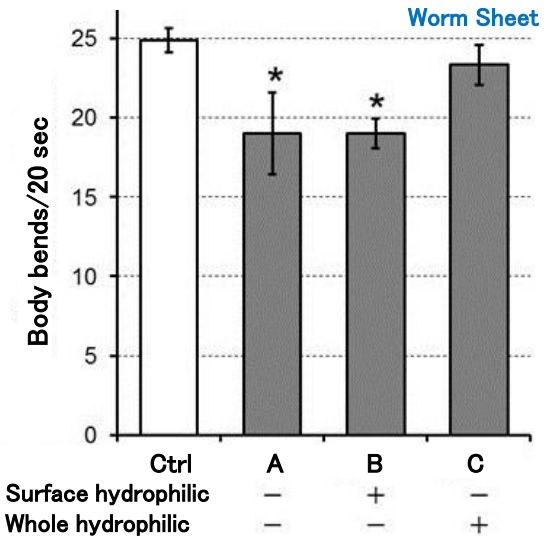 Worm Sheet
Body bends/20 sec
25
20
15
10
5
0
*
*
Ctrl A B C
Surface hydrophilic − + −
Whole hydrophilic − − +